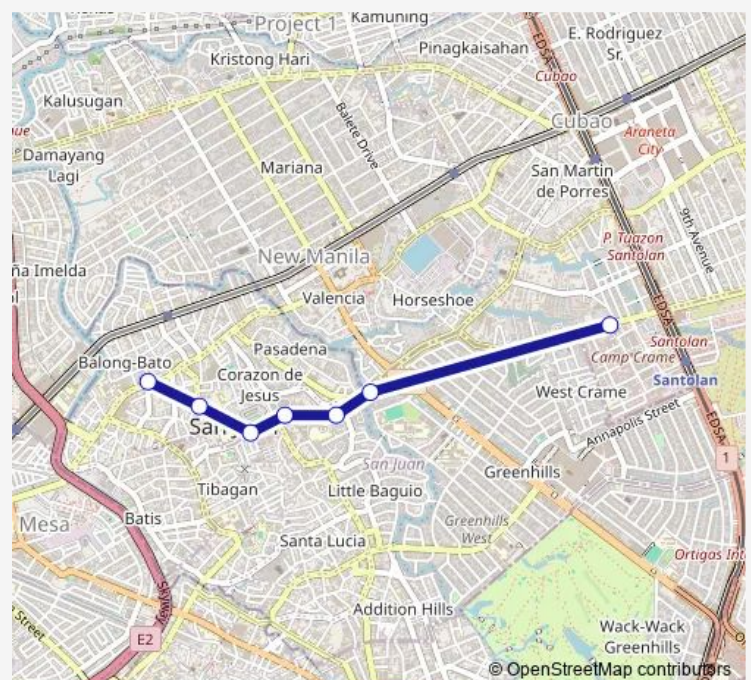 Project 1
Kamuning
Kristong Hari
Pinagkaisahan
E. Rodriguez
Sr.
EDSA
Cubao
Kalusugan
Balete Drive
Cubao
Araneta
City
Damayang
Lagi
Mariana
San Martin
de Porres
9th Avenue
P. Tuazon
Santolan
New Manila
Valencia
Horseshoe
EDSA
Balong-Bato
Pasadena
Corazon de
Jesus
Santolan
Camp Crame
Santolan
West Crame
Annapolis Street
EDSA
1
San Juan
Greenhills
Tibagan
Little Baguio
Mesa
Batis
Greenhills
West
Santa Lucia
Skyway
Addition Hills
Wack-Wack
Greenhills
E2
Street
© OpenStreetMap contributors